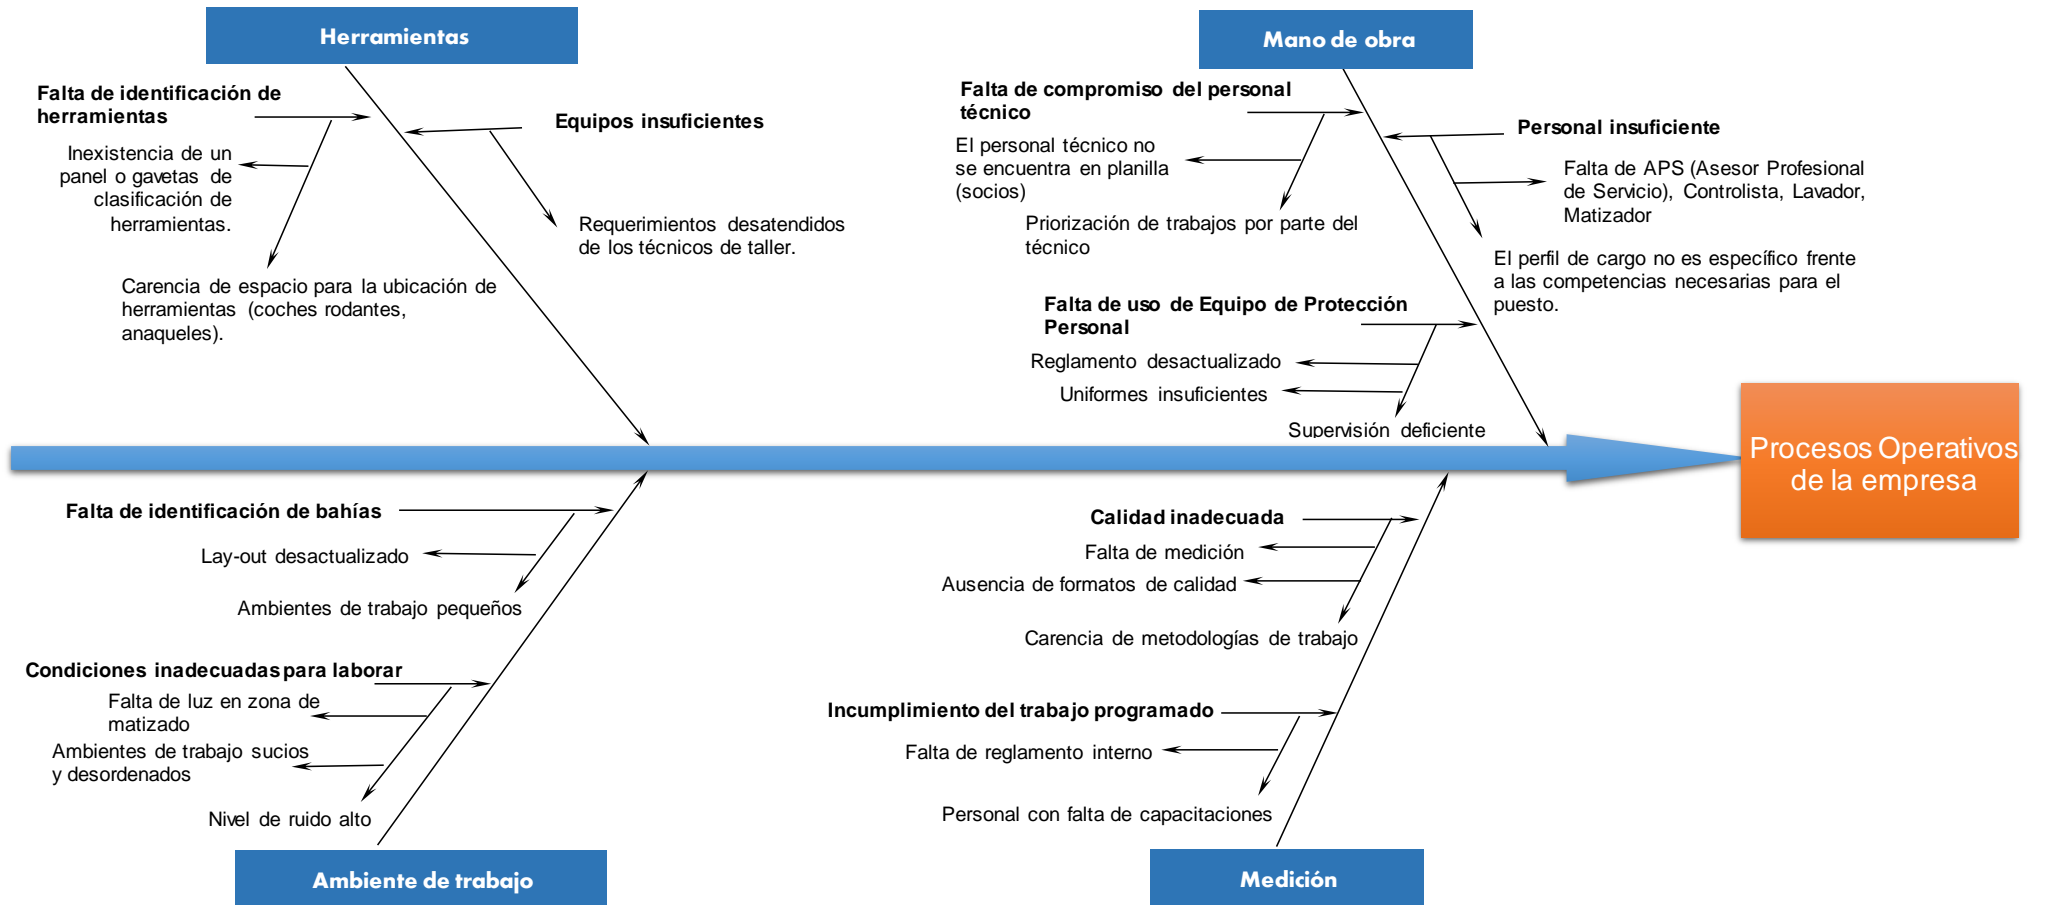 Herramientas
Falta de identificación de
herramientas
Inexistencia de un
panel o gavetas de
clasificación de
herramientas.
Carencia de espacio para la ubicación de
herramientas (coches rodantes,
anaqueles).
Equipos insuficientes
Requerimientos desatendidos
de los técnicos de taller.
Mano de obra
Falta de compromiso del personal
técnico
El personal técnico no
se encuentra en planilla
(socios)
Priorización de trabajos por parte del
técnico
Personal insuficiente
Falta de APS (Asesor Profesional
de Servicio), Controlista, Lavador,
Matizador
El perfil de cargo no es específico frente
a las competencias necesarias para el
puesto.
Falta de uso de Equipo de Protección
Personal
Reglamento desactualizado
Uniformes insuficientes
Supervisión deficiente
Procesos Operativos
de la empresa
Falta de identificación de bahías
Lay-out desactualizado
Ambientes de trabajo pequeños
Condiciones inadecuadas para laborar
Falta de luz en zona de
matizado
Ambientes de trabajo sucios
y desordenados
Nivel de ruido alto
Ambiente de trabajo
Calidad inadecuada
Falta de medición
Ausencia de formatos de calidad
Carencia de metodologías de trabajo
Incumplimiento del trabajo programado
Falta de reglamento interno
Personal con falta de capacitaciones
Medición